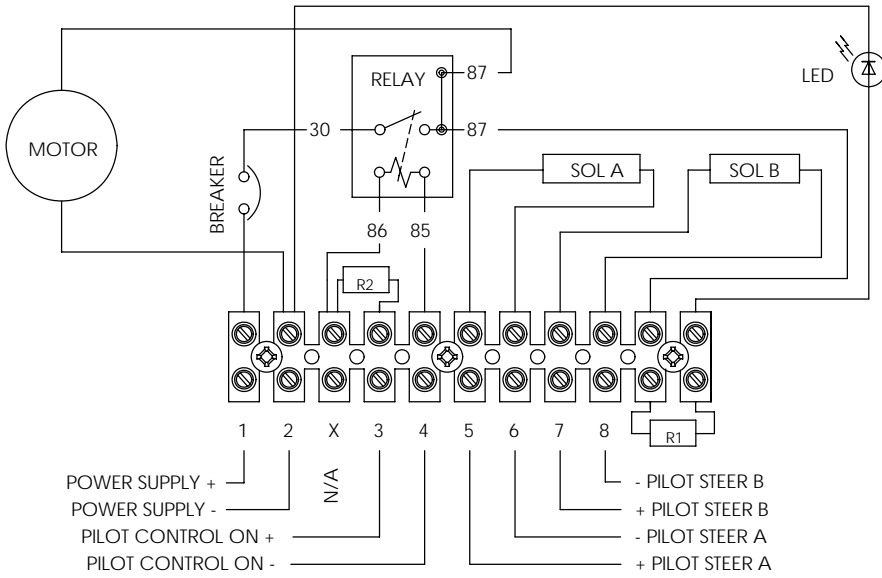 87
RELAY
LED
30
87
MOTOR
BREAKER
SOL A
SOL B
86
85
R2
1
2
X
3
4
5
6
7
8
R1
N/A
POWER SUPPLY +
- PILOT STEER B
POWER SUPPLY -
+ PILOT STEER B
PILOT CONTROL ON +
- PILOT STEER A
PILOT CONTROL ON -
+ PILOT STEER A